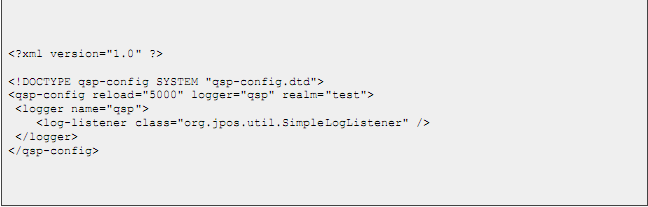 <?xml version="1.0" ?>
<!DOCTYPE qsp-config SYSTEM "qsp-config.dtd">
<qsp-config reload="5000" logger="qsp" realm="test">
<logger name="qsp">
<log-listener class="org.jpos.util.SimpleLogListener" />
</logger>
</qsp-config>